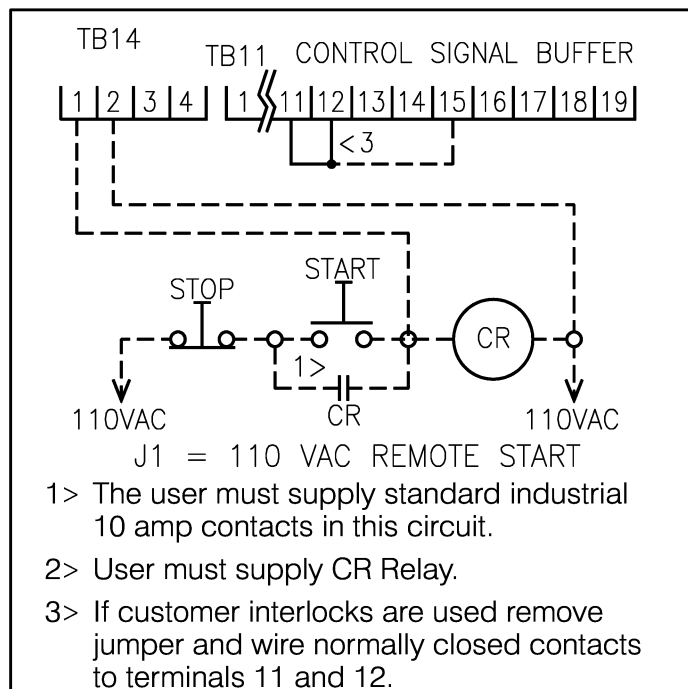 TB14
TB11 CONTROL SIGNAL BUFFER
1 2 3 4 1 11 12 13 14 15 16 17 18 19
<3
START
STOP
CR
1>
CR
110VAC 110VAC
J1 = 110 VAC REMOTE START
1> The user must supply standard industrial
10 amp contacts in this circuit.
2> User must supply CR Relay.
3> If customer interlocks are used remove
jumper and wire normally closed contacts
to terminals 11 and 12.